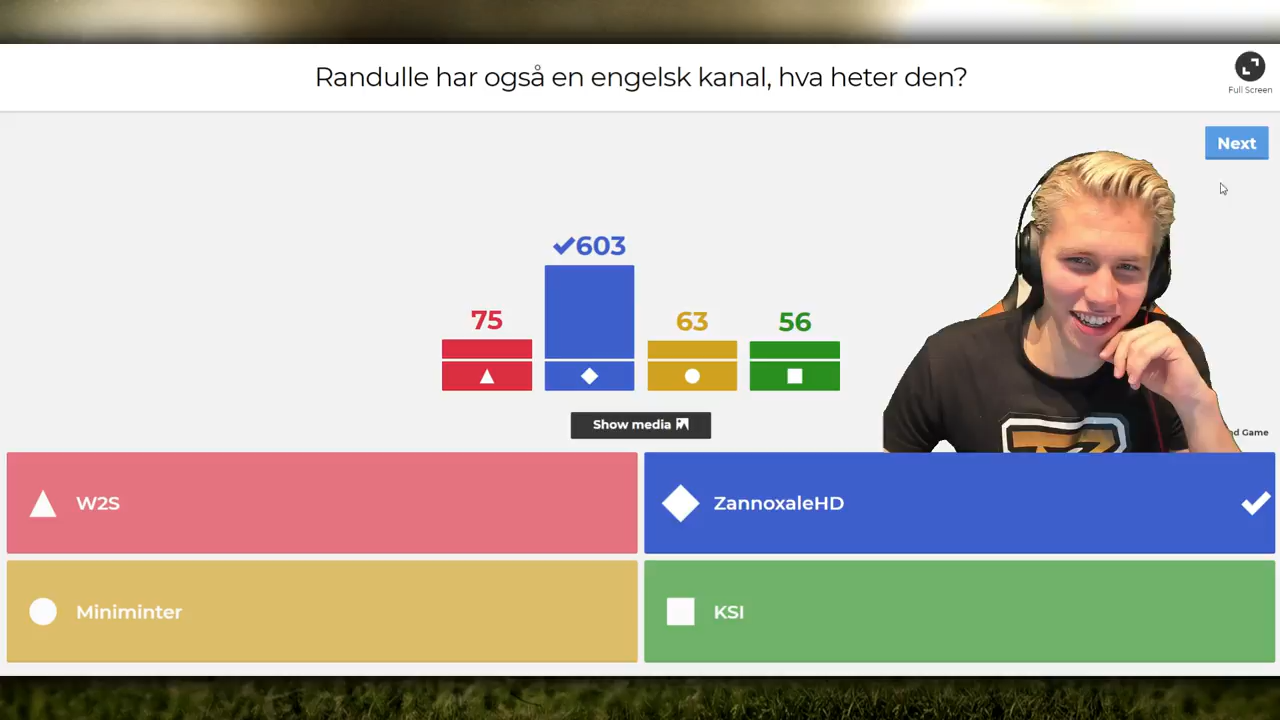 Randulle har også en engelsk kanal, hva heter den?
Full Screen
Next
✓603
75
63
56
Show media
d Game
W2S
ZannoxaleHD
Miniminter
KSI